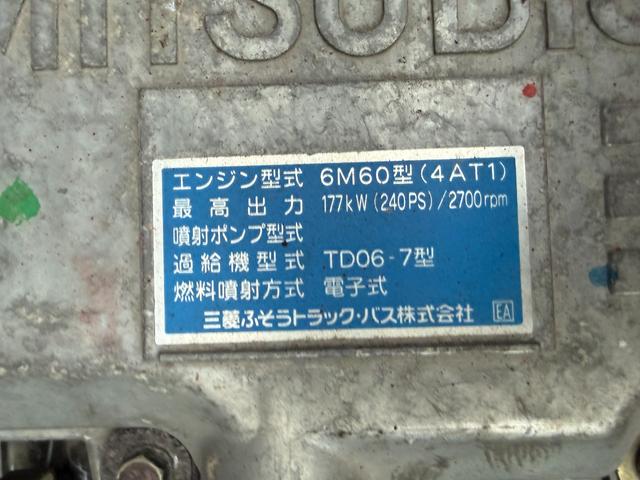 MITSUBIS
エンジン型式 6M60型(4AT1)
最高出力 177kW(240PS)/2700rpm
噴射ポンプ型式
過給機型式 TD06-7型
燃料噴射方式 電子式
三菱ふそうトラック・バス株式会社 EA